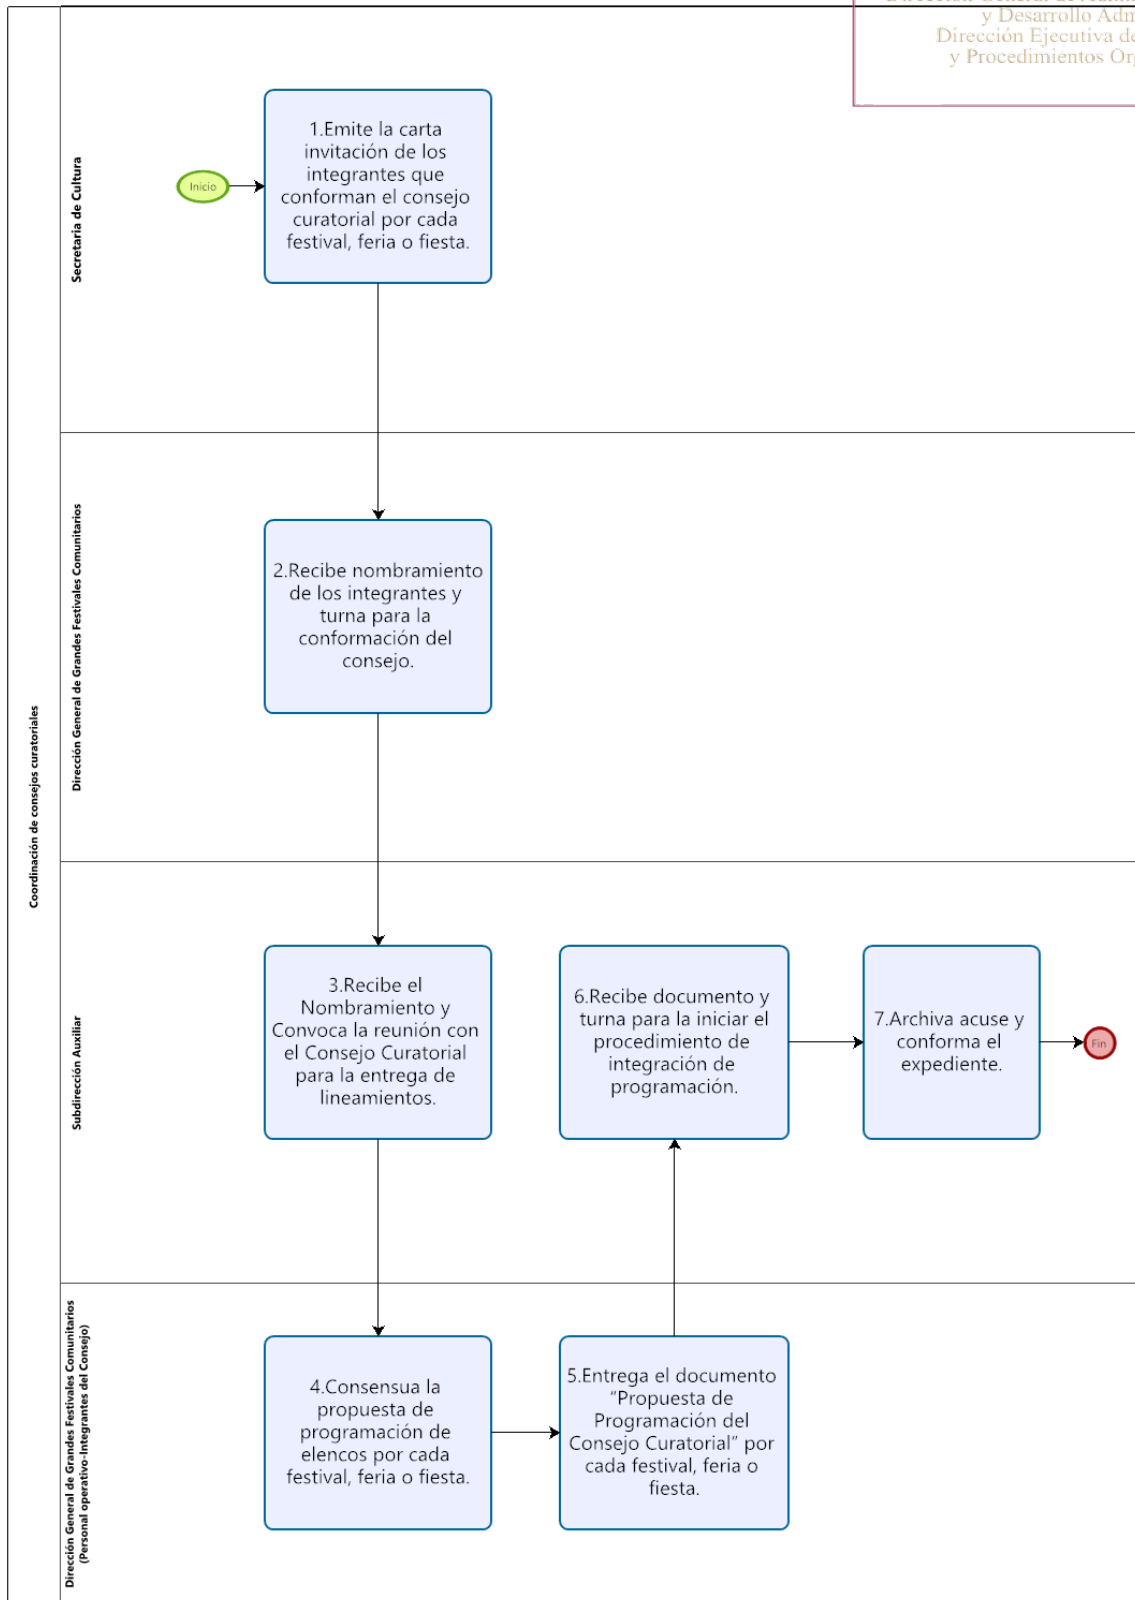 y Desarrollo Adm
Dirección Ejecutiva de
y Procedimientos Or
Coordinación de consejos curatoriales
Secretaria de Cultura
Inicio
1.Emite la carta
invitación de los
integrantes que
conforman el consejo
curatorial por cada
festival, feria o fiesta.
Dirección General de Grandes Festivales Comunitarios
2.Recibe nombramiento
de los integrantes y
turna para la
conformación del
consejo.
Subdirección Auxiliar
3.Recibe el
Nombramiento y
Convoca la reunión con
el Consejo Curatorial
para la entrega de
lineamientos.
6.Recibe documento y
turna para la iniciar el
procedimiento de
integración de
programación.
7.Archiva acuse y
conforma el
expediente.
Fin
Dirección General de Grandes Festivales Comunitarios
(Personal operativo-Integrantes del Consejo)
4.Consensua la
propuesta de
programación de
elencos por cada
festival, feria o fiesta.
5.Entrega el documento
“Propuesta de
Programación del
Consejo Curatorial” por
cada festival, feria o
fiesta.